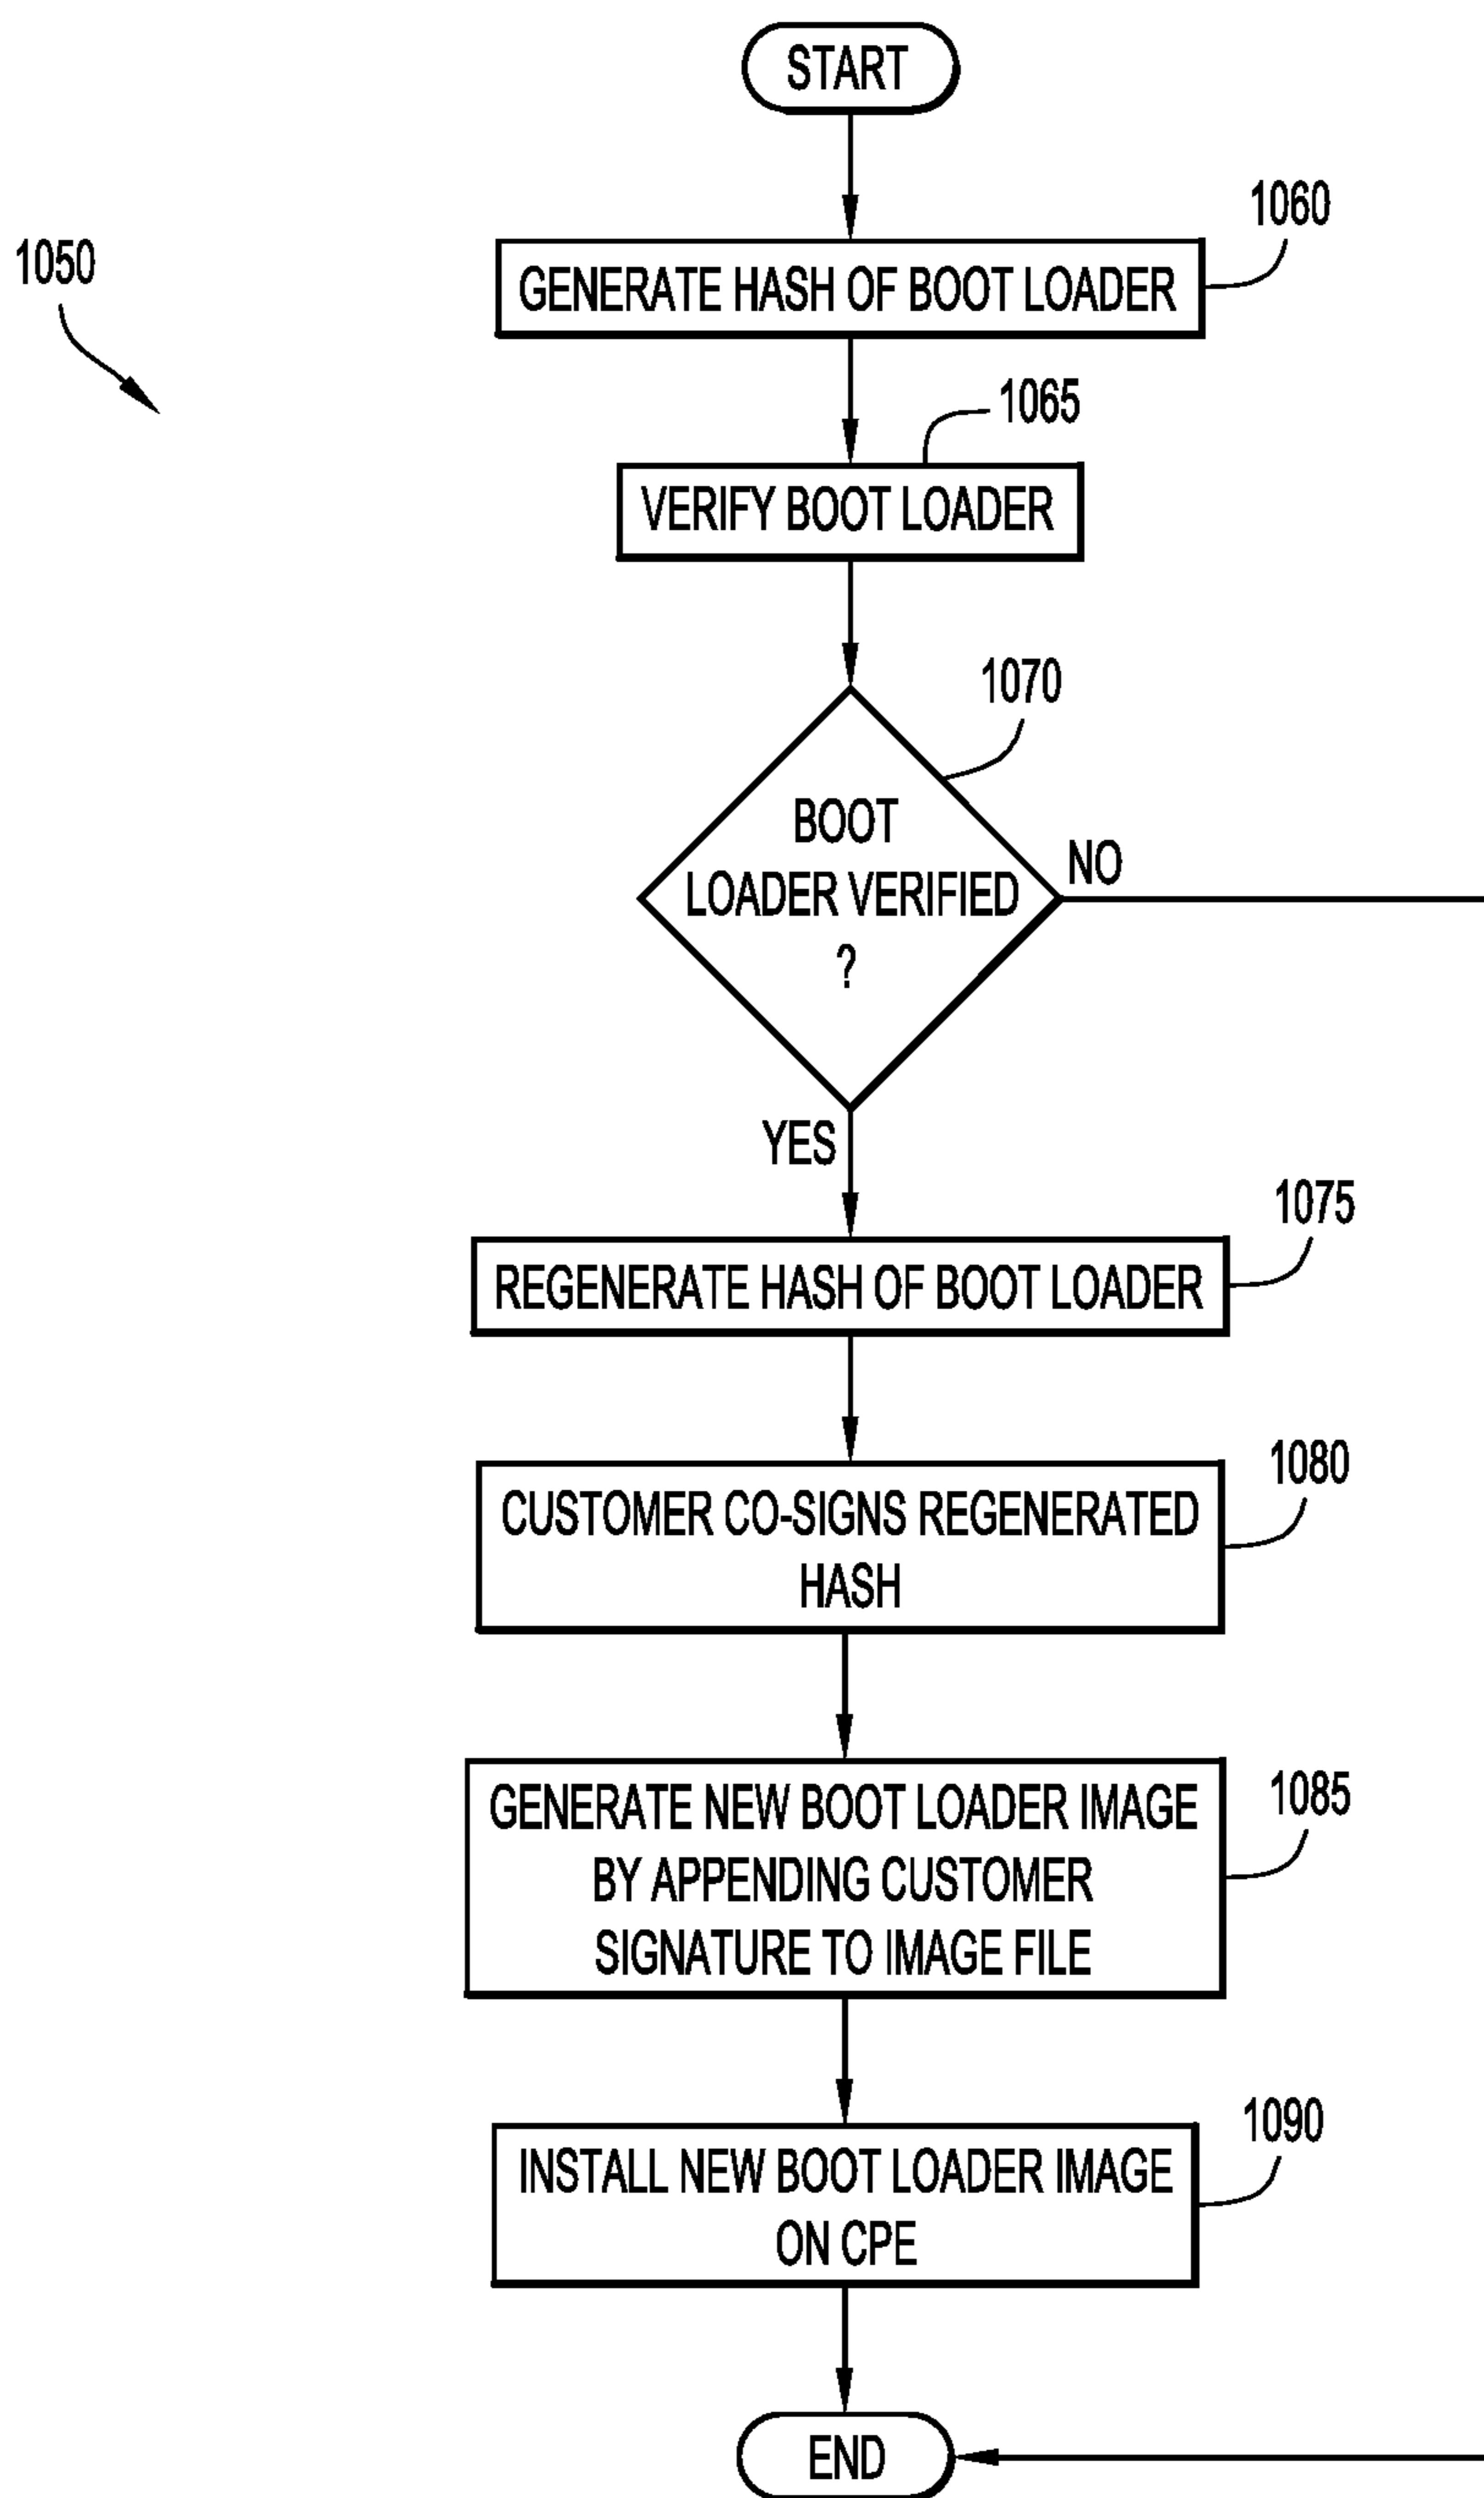 START
1060
1050
GENERATE HASH OF BOOT LOADER
1065
VERIFY BOOT LOADER
1070
BOOT
LOADER VERIFIED
?
NO
YES
1075
REGENERATE HASH OF BOOT LOADER
1080
CUSTOMER CO-SIGNS REGENERATED
HASH
1085
GENERATE NEW BOOT LOADER IMAGE
BY APPENDING CUSTOMER
SIGNATURE TO IMAGE FILE
1090
INSTALL NEW BOOT LOADER IMAGE
ON CPE
END